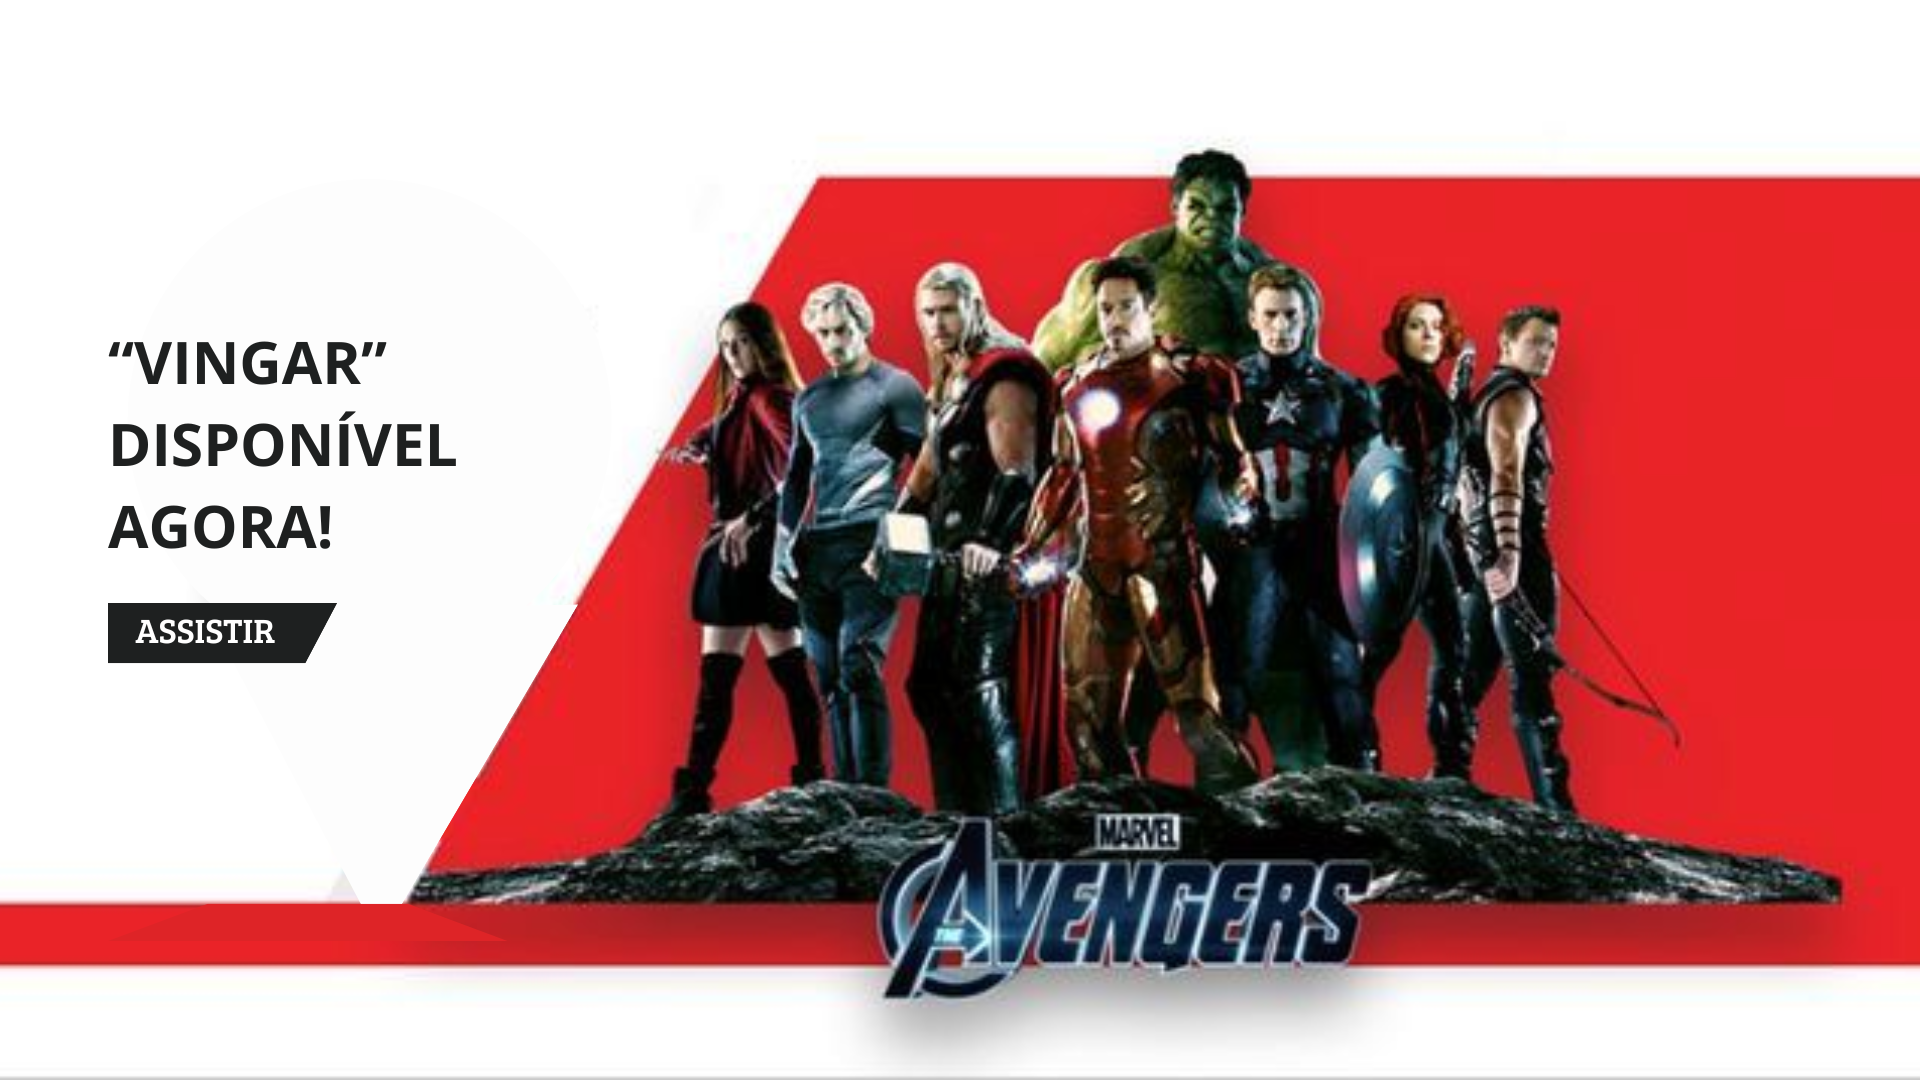 “VINGAR”
DISPONÍVEL
AGORA!
ASSISTIR
MARVEL
THE
AVENGERS